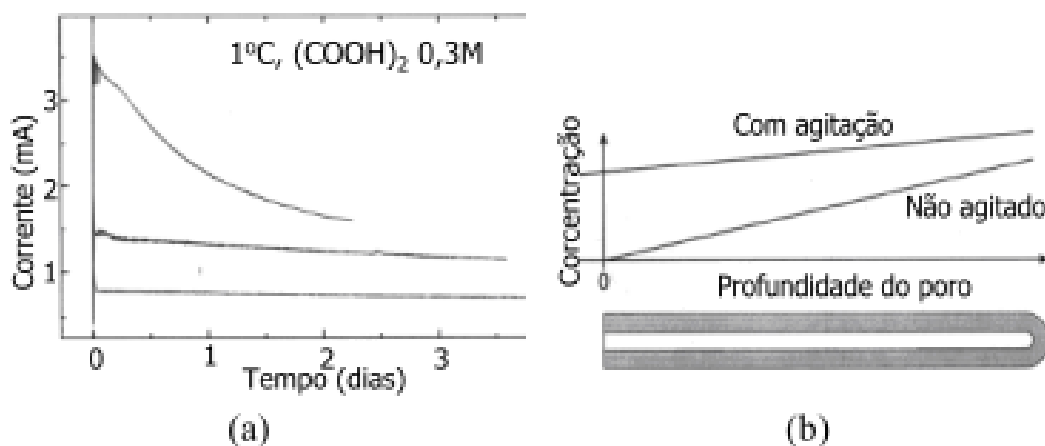 1ºC, (COOH)₂ 0,3M
Corrente (mA)
3
2
1
0 1 2 3
Tempo (dias)
(a)
Corcentração
Com agitação
Não agitado
0
Profundidade do poro
(b)